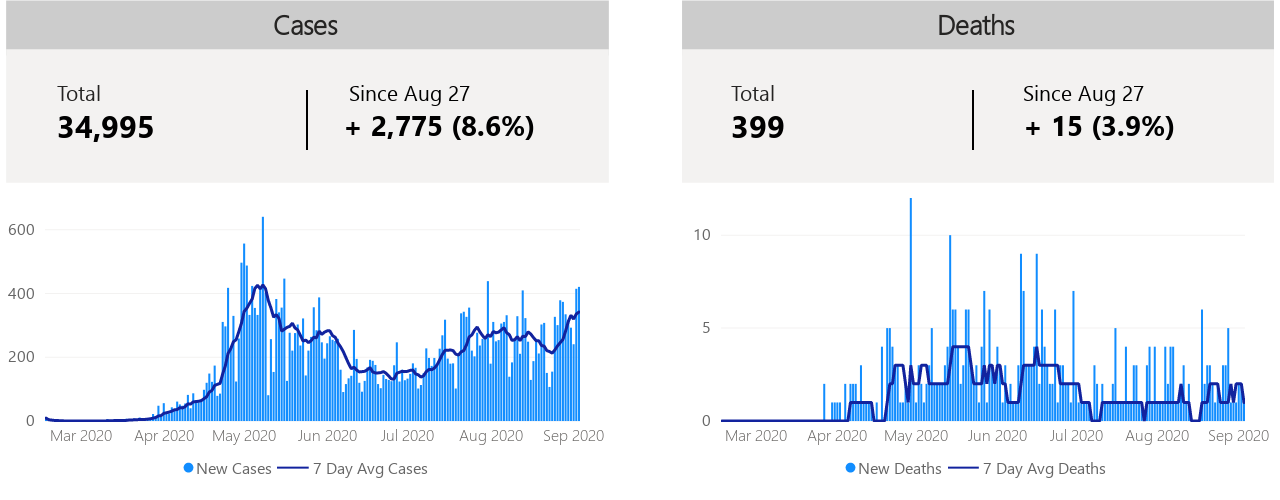 Cases
Total
Since Aug 27
34,995
+ 2,775 (8.6%)
600
400
200
0
Mar 2020 Apr 2020 May 2020 Jun 2020 Jul 2020 Aug 2020 Sep 2020
New Cases 7 Day Avg Cases
Deaths
Total
Since Aug 27
399
+ 15 (3.9%)
10
5
0
Mar 2020 Apr 2020 May 2020 Jun 2020 Jul 2020 Aug 2020 Sep 2020
New Deaths 7 Day Avg Deaths